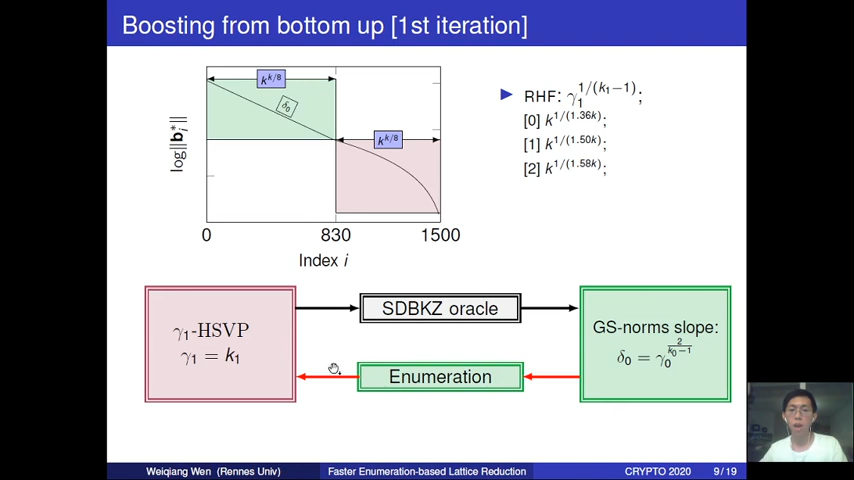 Boosting from bottom up [1st iteration]
log||b*ᵢ||
k^{k/8}
δ₀
k^{k/8}
0 830 1500
Index i
RHF: γ₁^{1/(k₁−1)};
[0] k^{1/(1.36k)};
[1] k^{1/(1.50k)};
[2] k^{1/(1.58k)};
γ₁-HSVP
γ₁ = k₁
SDBKZ oracle
Enumeration
GS-norms slope:
δ₀ = γ₀^{2/(k₀−1)}
Weiqiang Wen (Rennes Univ) Faster Enumeration-based Lattice Reduction CRYPTO 2020 9/19